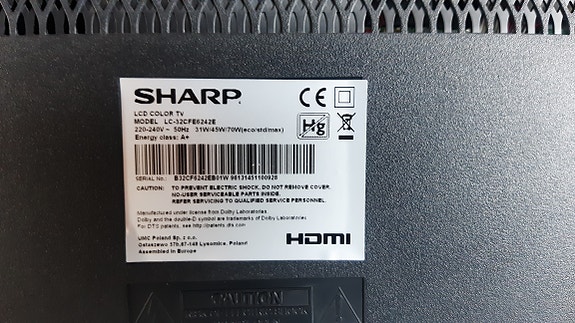 SHARP
LCD COLOR TV
MODEL LC-32CFE6242E
220-240V ~ 50Hz 31W/45W/70W(eco/std/max)
Energy class: A+
CE
Hg
SERIAL No.: B32CF6242EB01W 96131451100928
CAUTION: TO PREVENT ELECTRIC SHOCK, DO NOT REMOVE COVER.
NO-USER SERVICEABLE PARTS INSIDE.
REFER SERVICING TO QUALIFIED SERVICE PERSONNEL
Manufactured under license from Dolby Laboratories.
Dolby and the double-D symbol are trademarks of Dolby Laboratories.
For DTS patents, see http://patents.dts.com
UMC Poland Sp. z o.o.
Ostaszewo 57b, 87-148 Lysomice, Poland
Assembled in Europe
HDMI
CAUTION